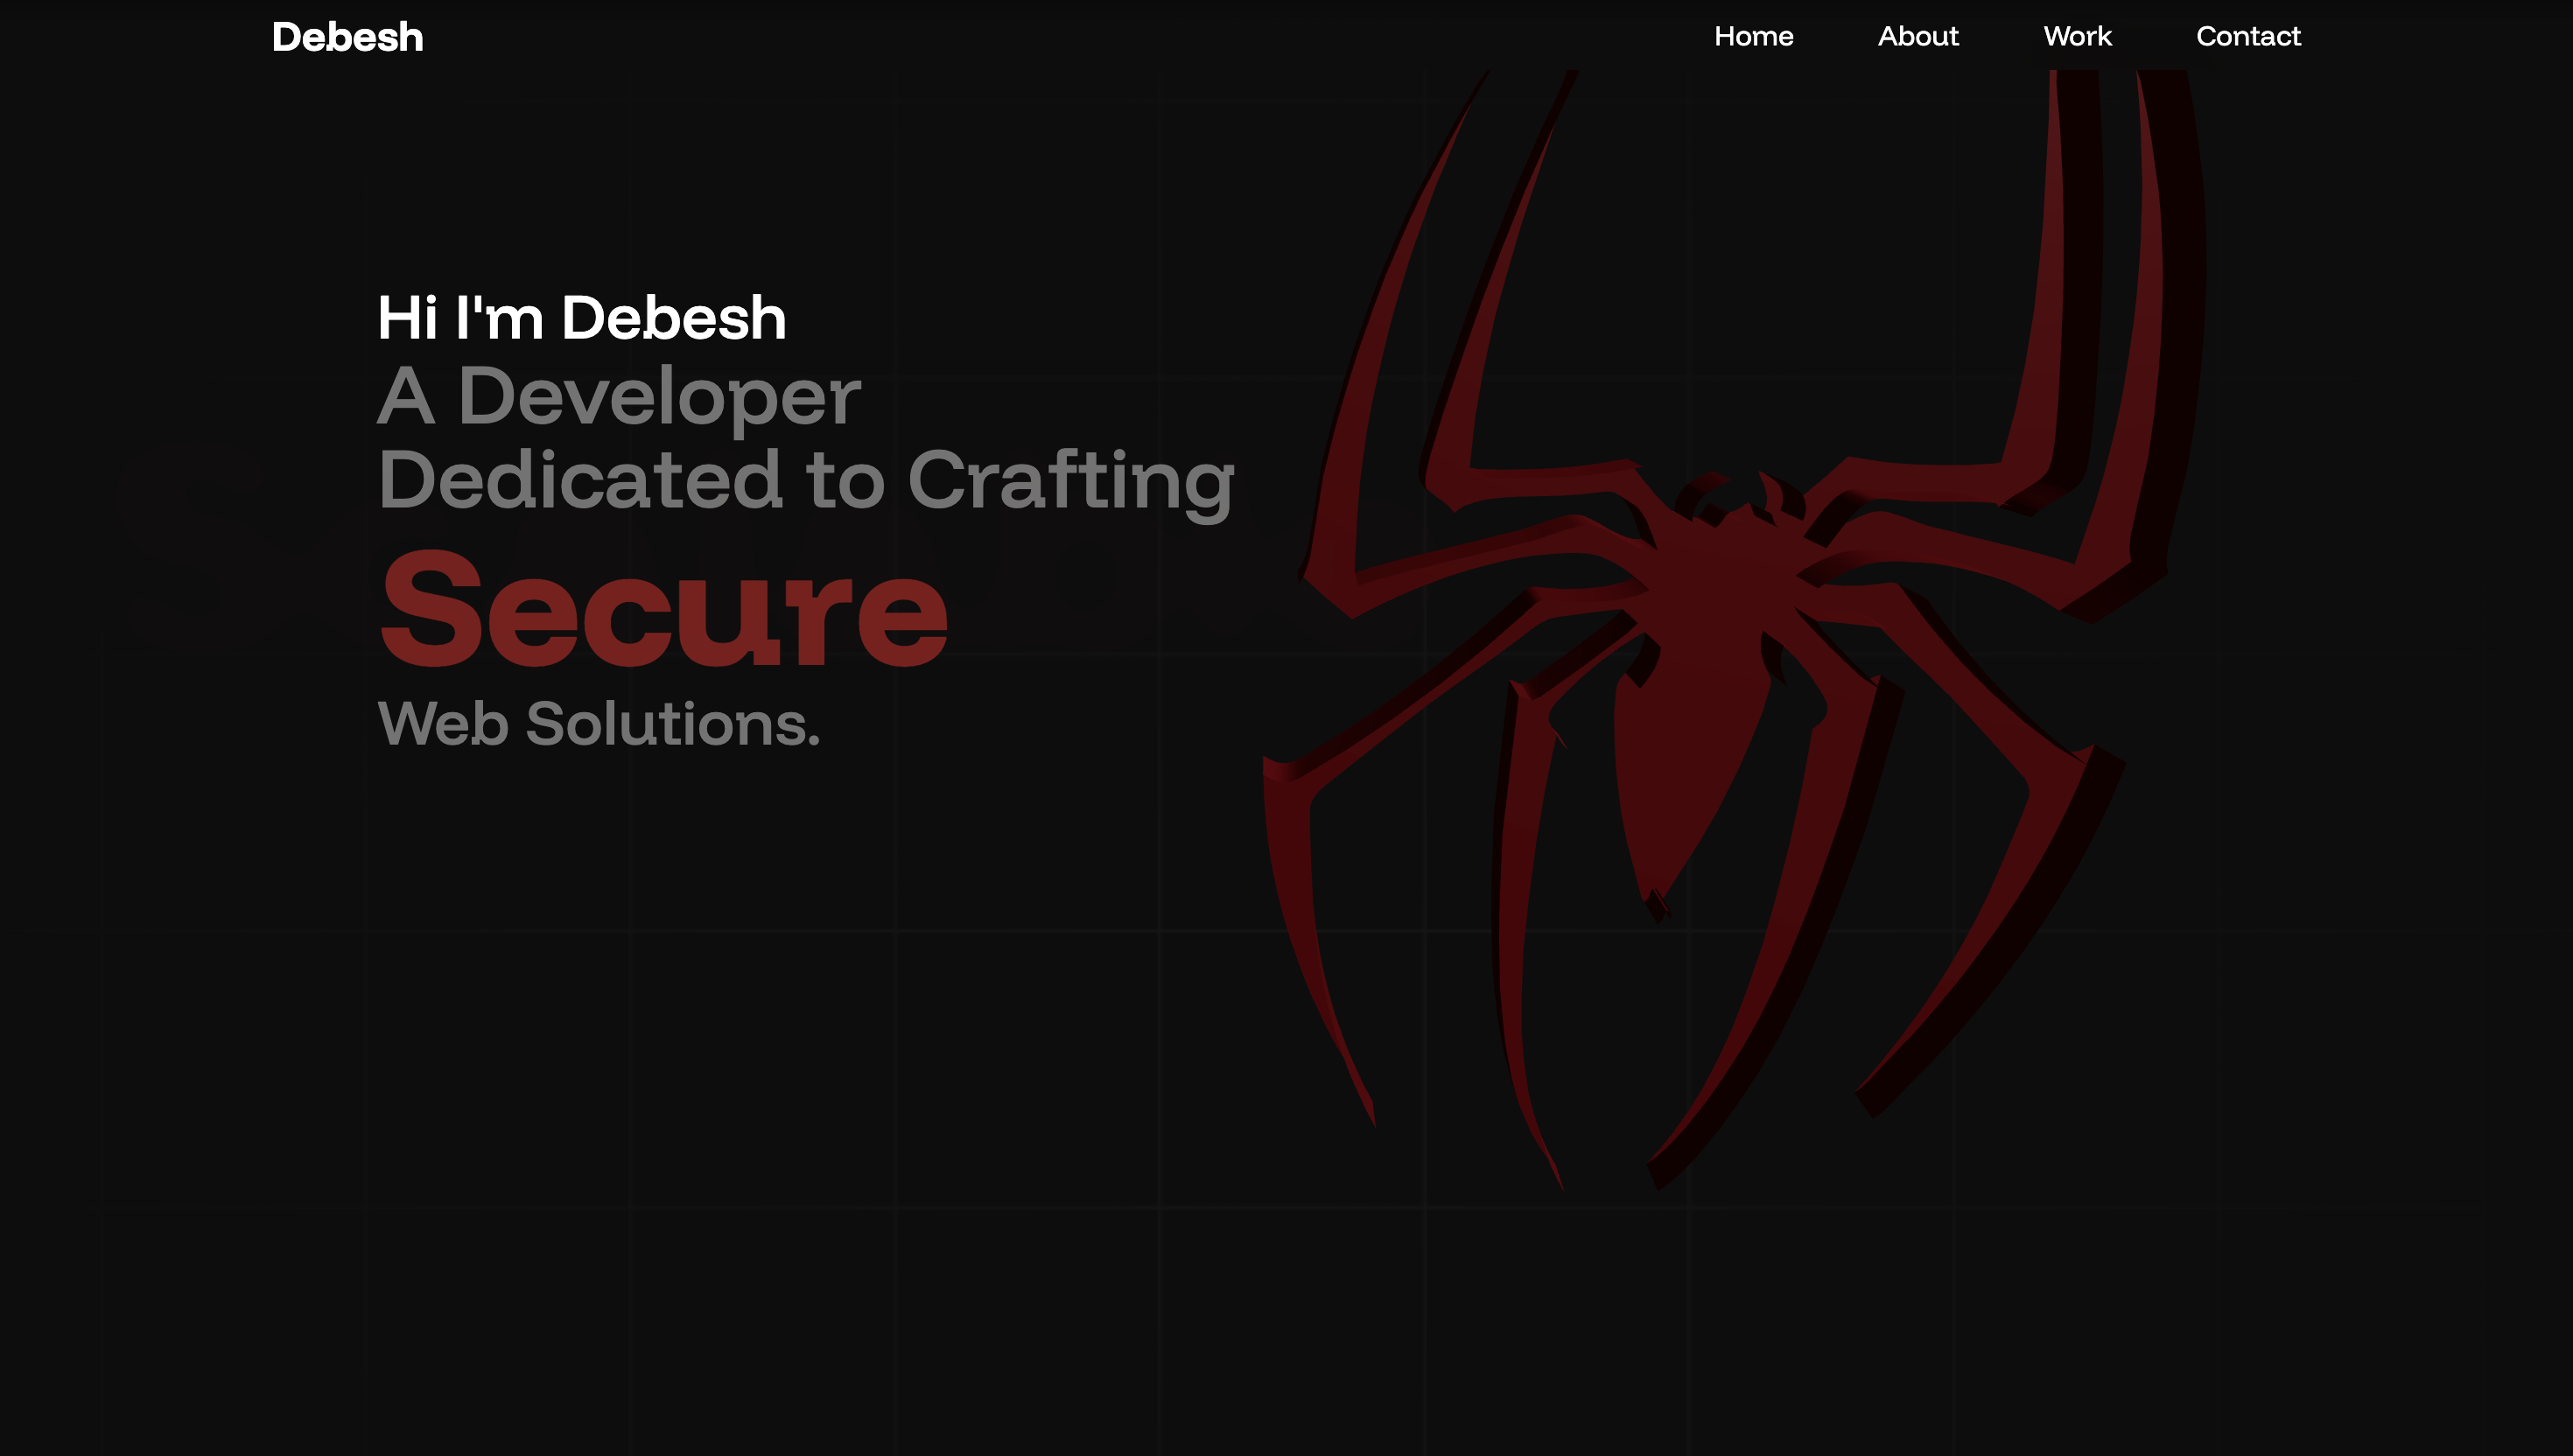 Debesh
Home About Work Contact
Hi I'm Debesh
A Developer
Dedicated to Crafting
Secure
Web Solutions.